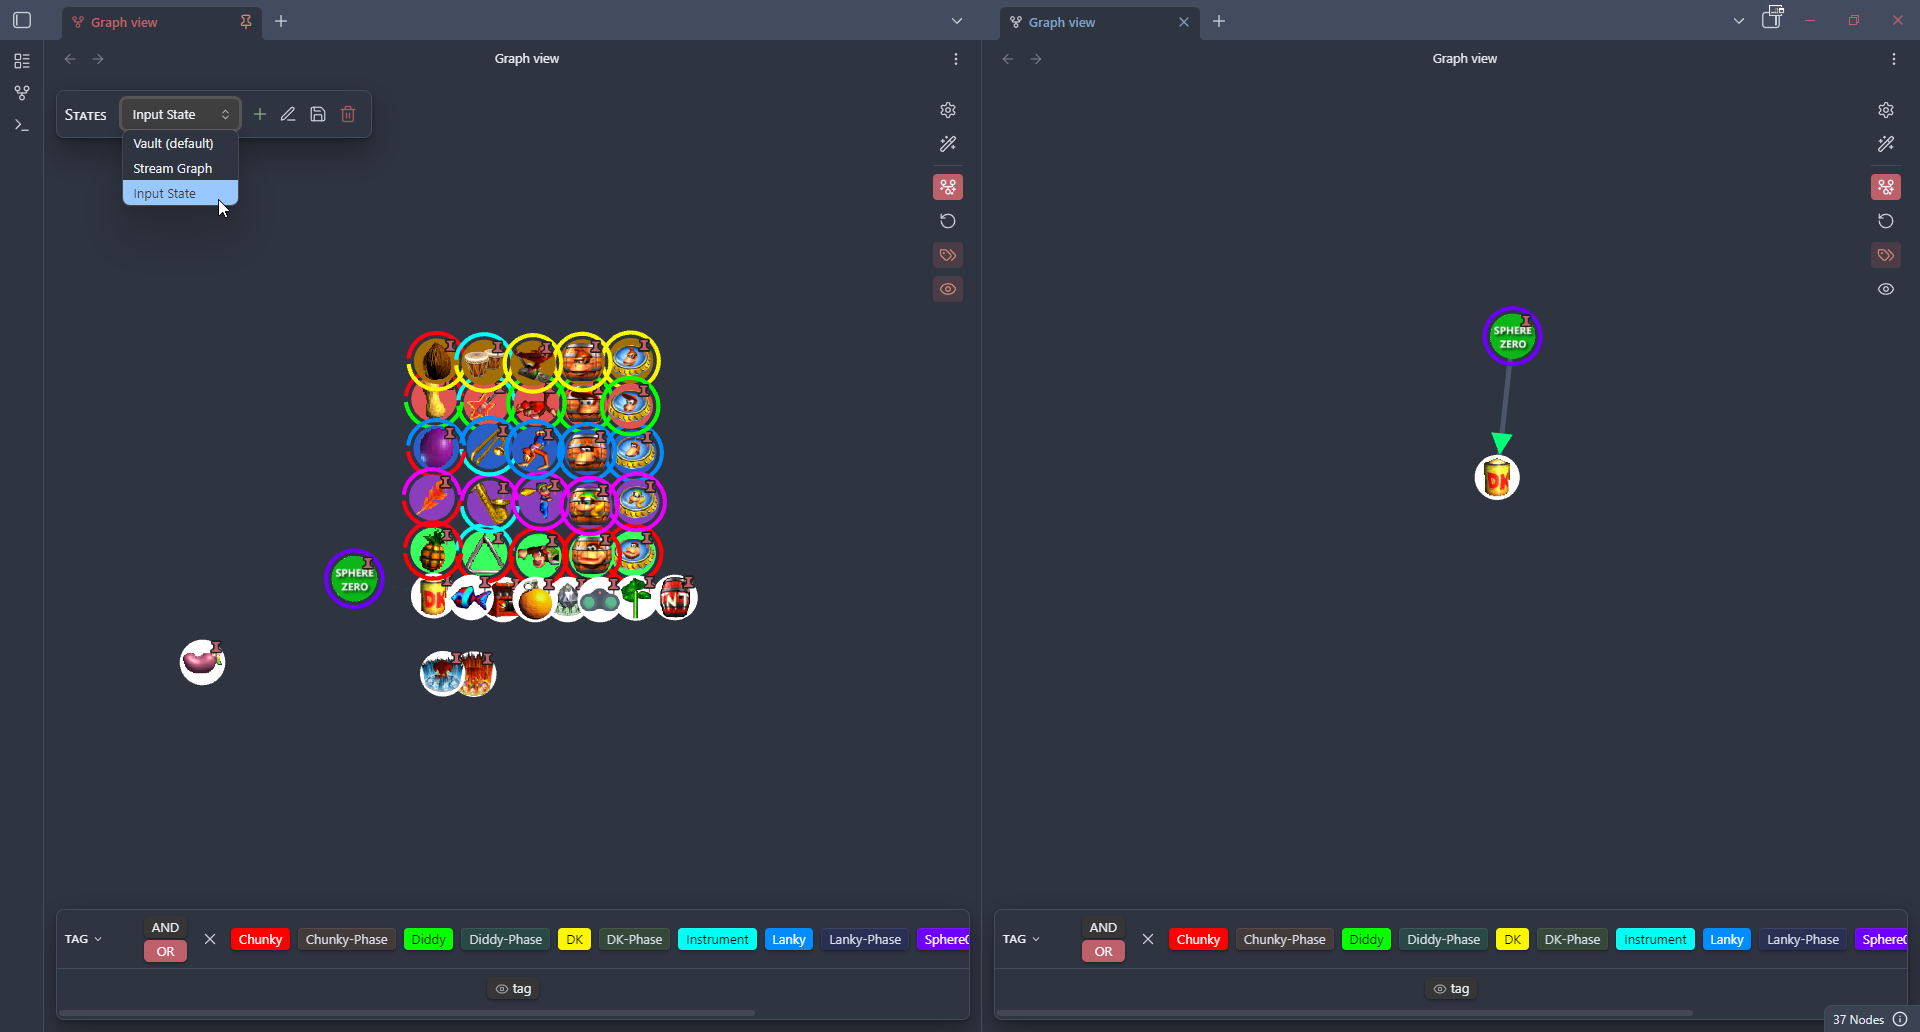 Graph view
Graph view
Graph view
Graph view
STATES
Input State
Vault (default)
Stream Graph
Input State
SPHERE
ZERO
DK
NT
SPHERE
ZERO
DK
TAG
AND
OR
Chunky
Chunky-Phase
Diddy
Diddy-Phase
DK
DK-Phase
Instrument
Lanky
Lanky-Phase
Sphere
tag
TAG
AND
OR
Chunky
Chunky-Phase
Diddy
Diddy-Phase
DK
DK-Phase
Instrument
Lanky
Lanky-Phase
Sphere
tag
37 Nodes